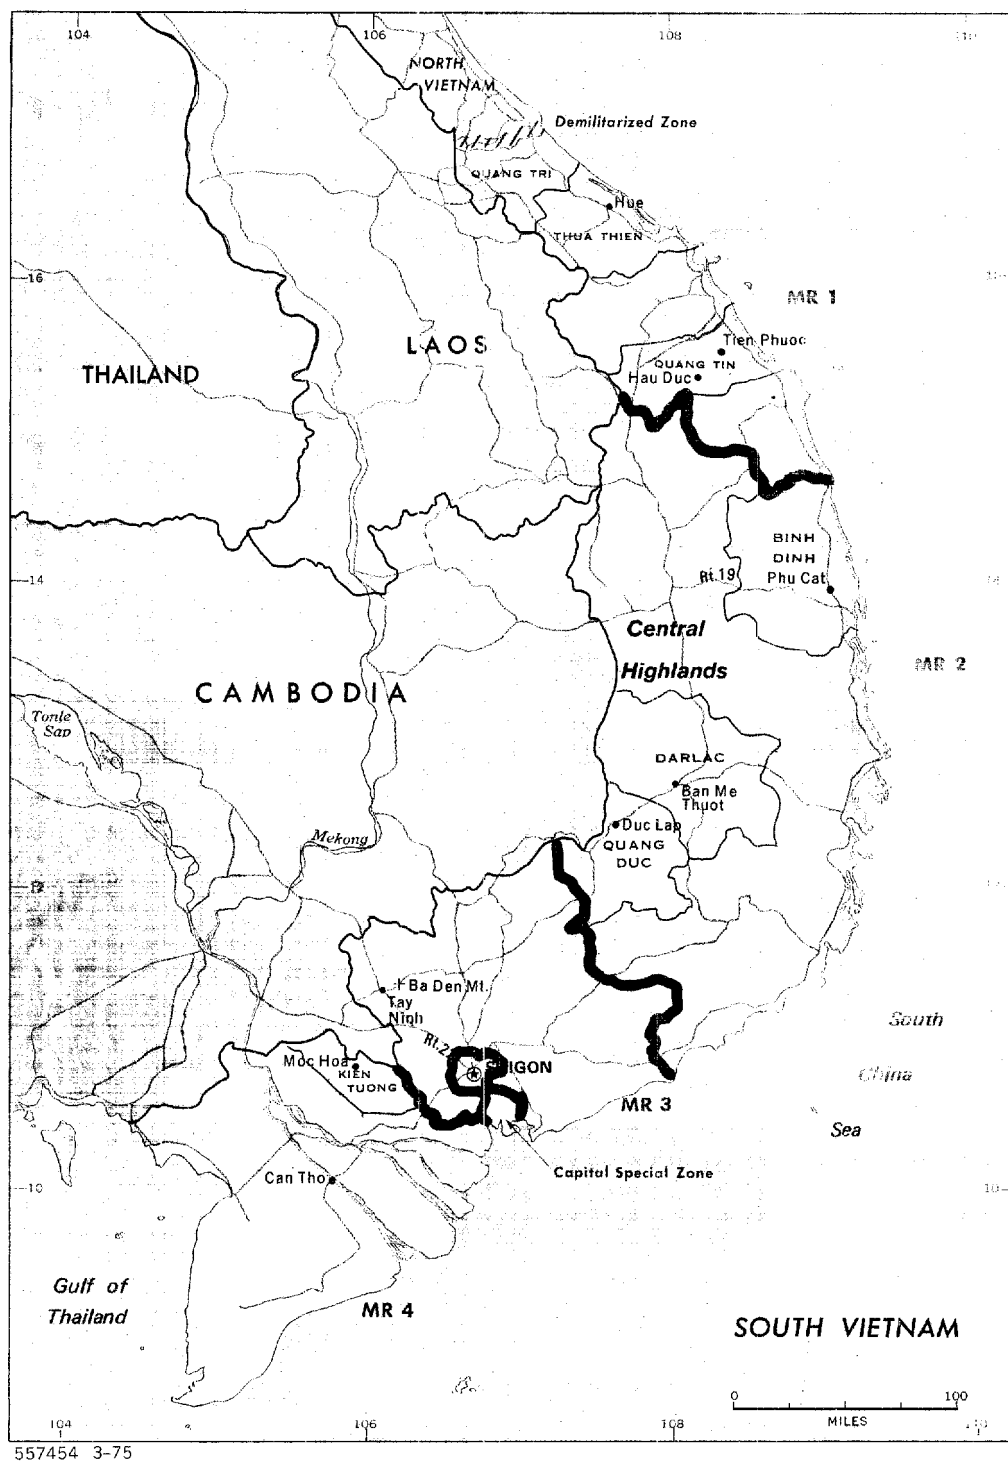 104 106 108 110
NORTH
VIETNAM
Demilitarized Zone
QUANG TRI
Hue
THUA THIEN
16
MR 1
Tien Phuoc
LAOS
QUANG TIN
THAILAND
Hau Duc
BINH
DINH
14
Rt.19
Phu Cat
Central
Highlands
MR 2
CAMBODIA
Tonle
Sap
DARLAC
Ban Me
Thuot
Duc Lap
Mekong
QUANG
DUC
12
Ba Den Mt.
Tay
Ninh
South
Moc Hoa
KIEN
TUONG
SAIGON
China
MR 3
Sea
Capital Special Zone
Can Tho
10 10
Gulf of
Thailand
MR 4
SOUTH VIETNAM
0 100
MILES
104 106 108 110
557454 3-75